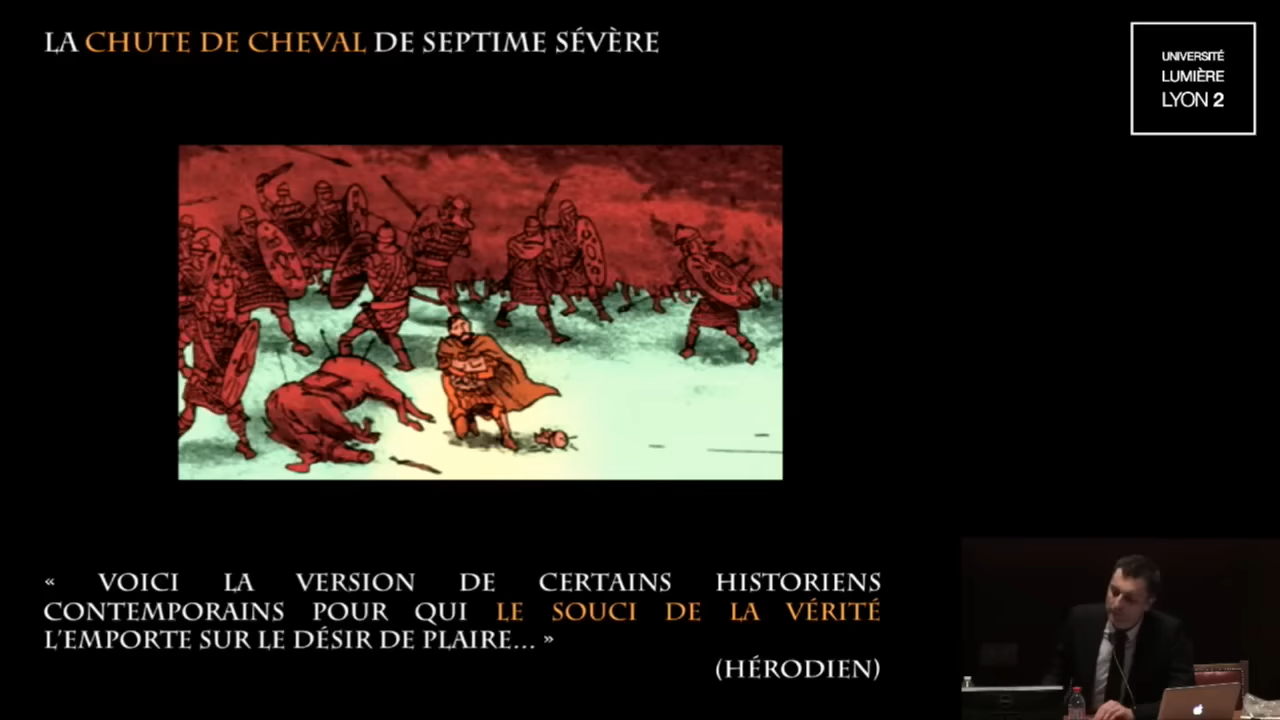 LA CHUTE DE CHEVAL DE SEPTIME SÉVÈRE
UNIVERSITÉ
LUMIÈRE
LYON 2
« VOICI LA VERSION DE CERTAINS HISTORIENS
CONTEMPORAINS POUR QUI LE SOUCI DE LA VÉRITÉ
L'EMPORTE SUR LE DÉSIR DE PLAIRE... »
(HÉRODIEN)